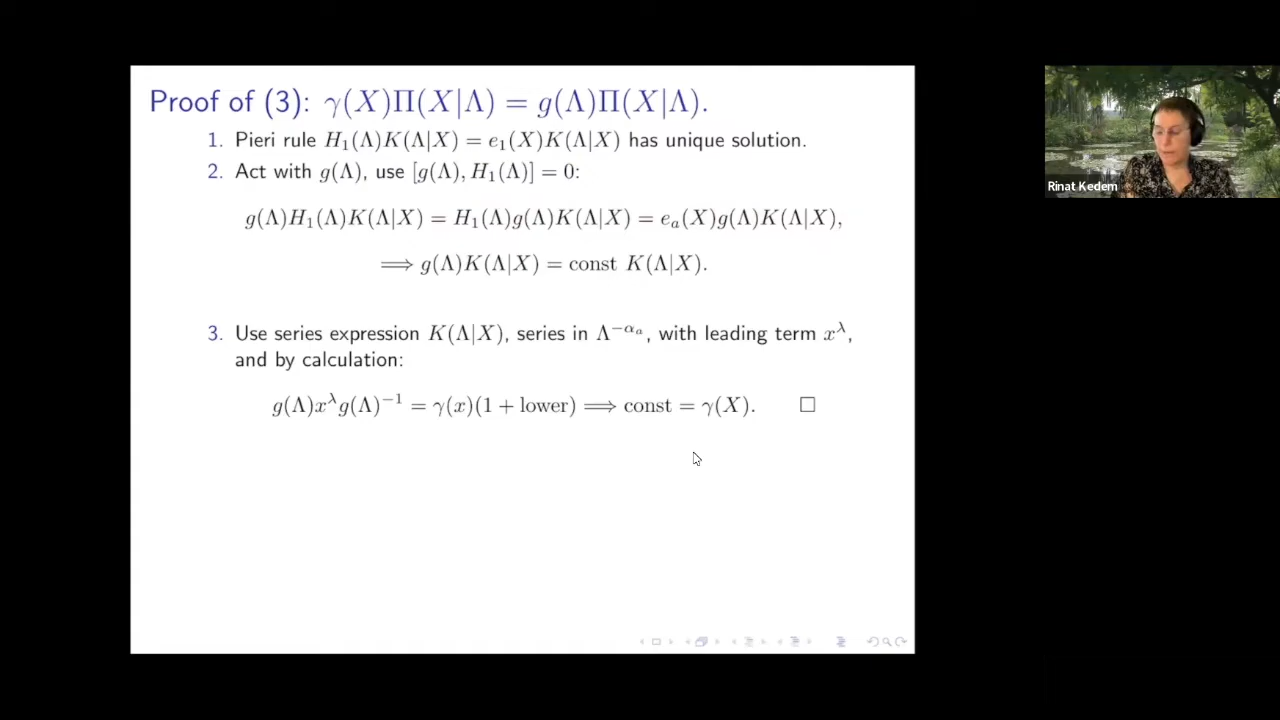 Proof of (3): γ(X)Π(X|Λ) = g(Λ)Π(X|Λ).
1. Pieri rule H₁(Λ)K(Λ|X) = e₁(X)K(Λ|X) has unique solution.
2. Act with g(Λ), use [g(Λ), H₁(Λ)] = 0:
g(Λ)H₁(Λ)K(Λ|X) = H₁(Λ)g(Λ)K(Λ|X) = eₐ(X)g(Λ)K(Λ|X),
⟹ g(Λ)K(Λ|X) = const K(Λ|X).
3. Use series expression K(Λ|X), series in Λ^{−αₐ}, with leading term x^λ,
and by calculation:
g(Λ)x^λg(Λ)⁻¹ = γ(x)(1 + lower) ⟹ const = γ(X). □
Rinat Kedem